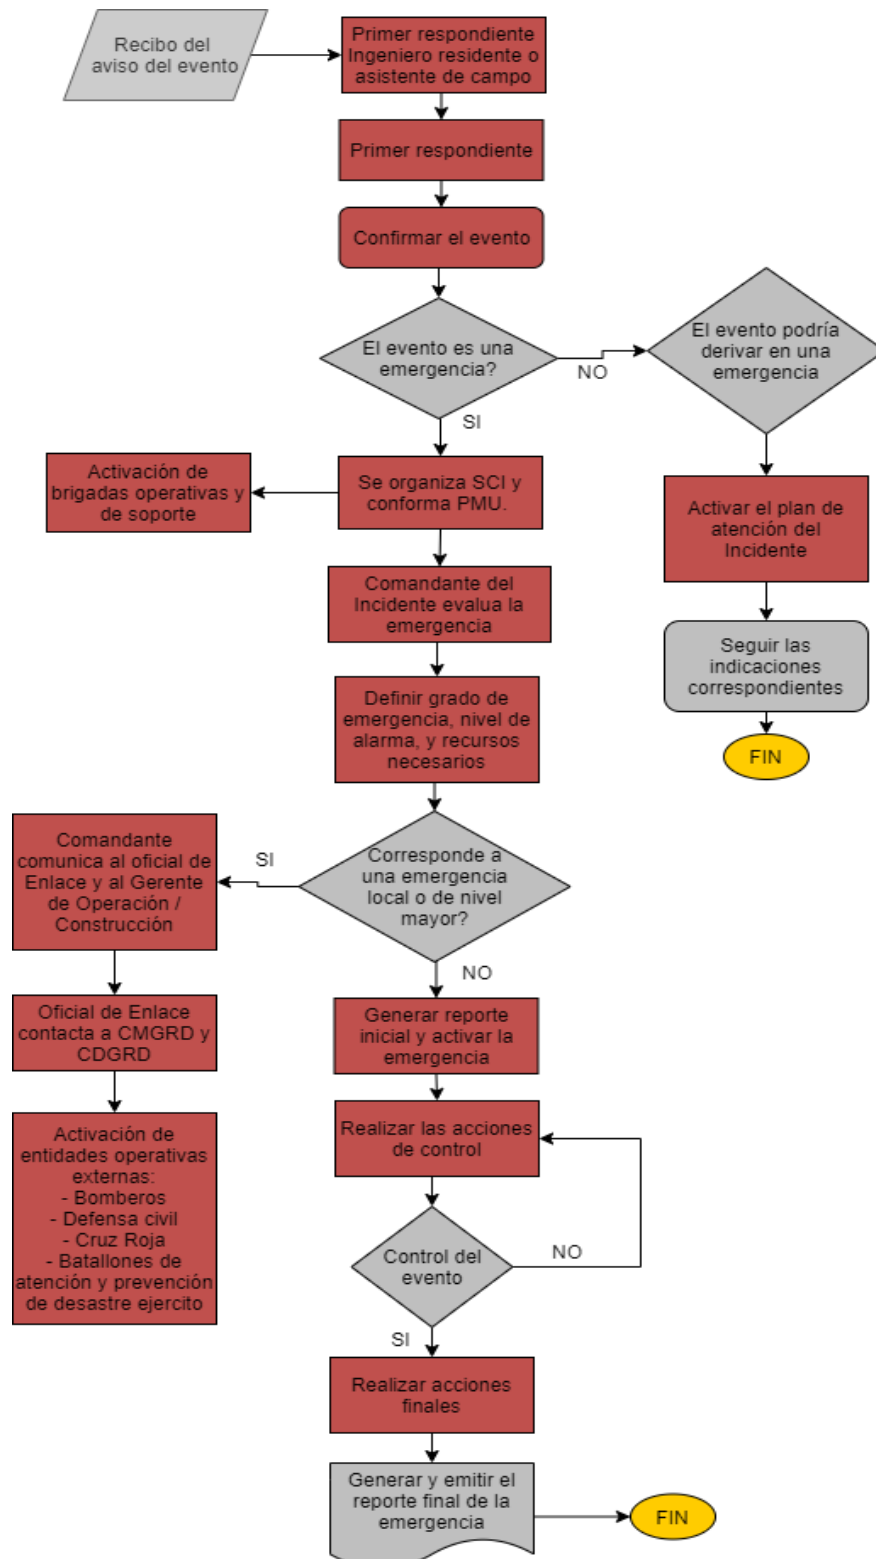 Recibo del
aviso del evento
Primer respondiente
Ingeniero residente o
asistente de campo
Primer respondiente
Confirmar el evento
El evento es una
emergencia?
NO
El evento podría
derivar en una
emergencia
SI
Activación de
brigadas operativas y
de soporte
Se organiza SCI y
conforma PMU.
Activar el plan de
atención del
Incidente
Comandante del
Incidente evalua la
emergencia
Seguir las
indicaciones
correspondientes
Definir grado de
emergencia, nivel de
alarma, y recursos
necesarios
FIN
Comandante
comunica al oficial de
Enlace y al Gerente
de Operación /
Construcción
SI
Corresponde a
una emergencia
local o de nivel
mayor?
NO
Oficial de Enlace
contacta a CMGRD y
CDGRD
Generar reporte
inicial y activar la
emergencia
Activación de
entidades operativas
externas:
- Bomberos
- Defensa civil
- Cruz Roja
- Batallones de
atención y prevención
de desastre ejercito
Realizar las acciones
de control
Control del
evento
NO
SI
Realizar acciones
finales
Generar y emitir el
reporte final de la
emergencia
FIN